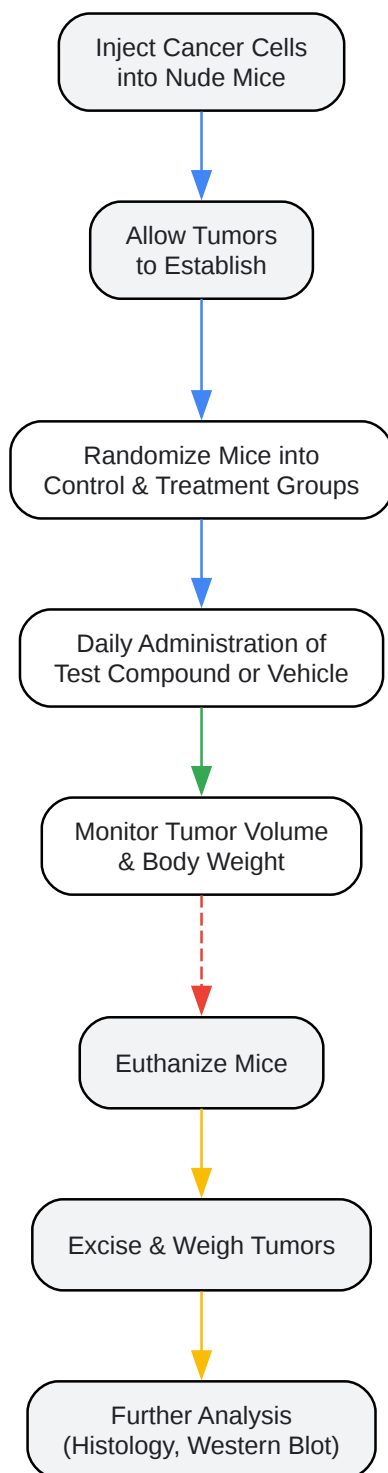 Inject Cancer Cells
into Nude Mice
Allow Tumors
to Establish
Randomize Mice into
Control & Treatment Groups
Daily Administration of
Test Compound or Vehicle
Monitor Tumor Volume
& Body Weight
Euthanize Mice
Excise & Weigh Tumors
Further Analysis
(Histology, Western Blot)